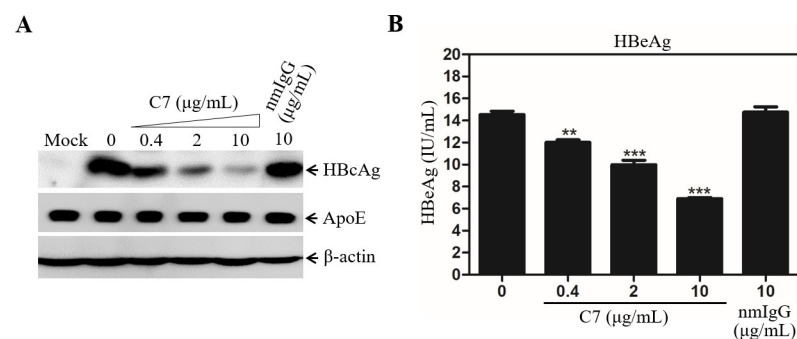 A
C7 (μg/mL)
nmIgG
(μg/mL)
Mock 0 0.4 2 10 10
HBcAg
ApoE
β-actin
B
HBeAg
HBeAg (IU/mL)
20
18
16
14
12
10
8
6
4
2
0
**
***
***
0 0.4 2 10 10
C7 (μg/mL)
nmIgG
(μg/mL)